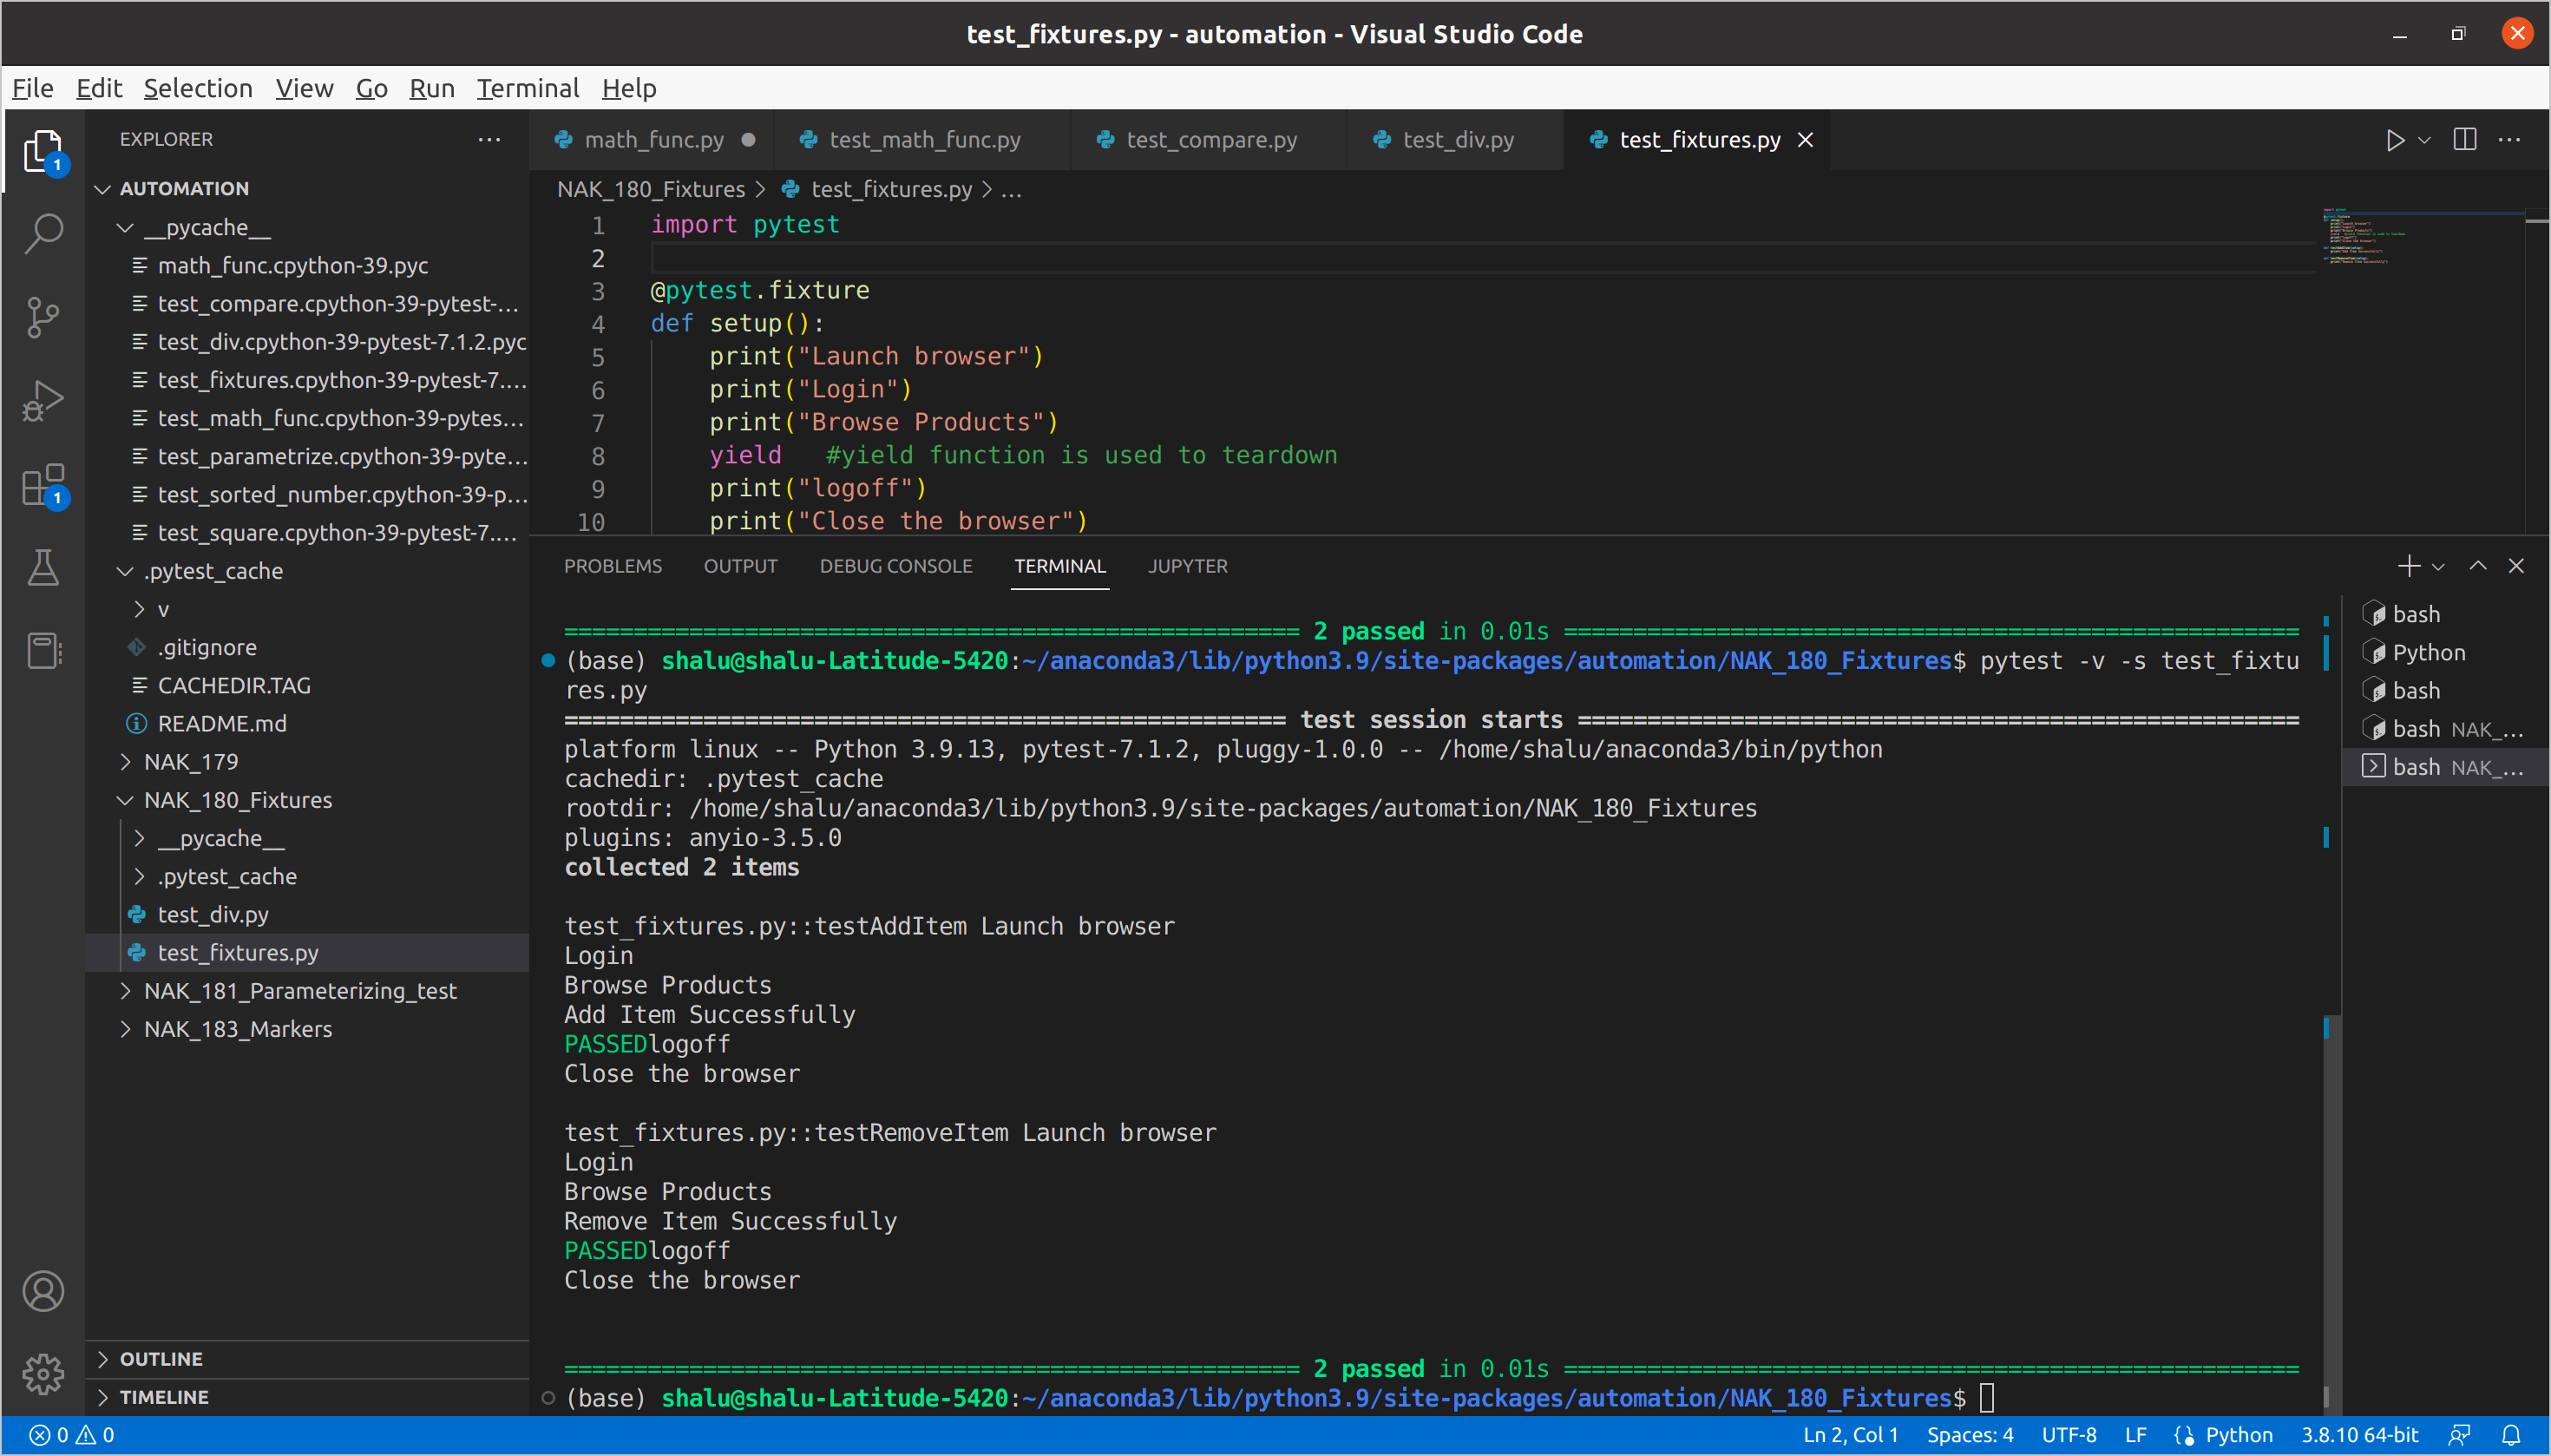 test_fixtures.py - automation - Visual Studio Code
File Edit Selection View Go Run Terminal Help
EXPLORER
AUTOMATION
__pycache__
math_func.cpython-39.pyc
test_compare.cpython-39-pytest-...
test_div.cpython-39-pytest-7.1.2.pyc
test_fixtures.cpython-39-pytest-7....
test_math_func.cpython-39-pytes...
test_parametrize.cpython-39-pyte...
test_sorted_number.cpython-39-p...
test_square.cpython-39-pytest-7....
.pytest_cache
v
.gitignore
CACHEDIR.TAG
README.md
NAK_179
NAK_180_Fixtures
__pycache__
.pytest_cache
test_div.py
test_fixtures.py
NAK_181_Parameterizing_test
NAK_183_Markers
OUTLINE
TIMELINE
1
1
math_func.py test_math_func.py test_compare.py test_div.py test_fixtures.py
NAK_180_Fixtures > test_fixtures.py > ...
1 import pytest
2
3 @pytest.fixture
4 def setup():
5     print("Launch browser")
6     print("Login")
7     print("Browse Products")
8     yield   #yield function is used to teardown
9     print("logoff")
10     print("Close the browser")
PROBLEMS OUTPUT DEBUG CONSOLE TERMINAL JUPYTER
===================================================== 2 passed in 0.01s =====================================================
(base) shalu@shalu-Latitude-5420:~/anaconda3/lib/python3.9/site-packages/automation/NAK_180_Fixtures$ pytest -v -s test_fixtu
res.py
==================================================== test session starts ====================================================
platform linux -- Python 3.9.13, pytest-7.1.2, pluggy-1.0.0 -- /home/shalu/anaconda3/bin/python
cachedir: .pytest_cache
rootdir: /home/shalu/anaconda3/lib/python3.9/site-packages/automation/NAK_180_Fixtures
plugins: anyio-3.5.0
collected 2 items
test_fixtures.py::testAddItem Launch browser
Login
Browse Products
Add Item Successfully
PASSEDlogoff
Close the browser
test_fixtures.py::testRemoveItem Launch browser
Login
Browse Products
Remove Item Successfully
PASSEDlogoff
Close the browser
===================================================== 2 passed in 0.01s =====================================================
(base) shalu@shalu-Latitude-5420:~/anaconda3/lib/python3.9/site-packages/automation/NAK_180_Fixtures$
bash
Python
bash
bash NAK_...
bash NAK_...
0 0
Ln 2, Col 1 Spaces: 4 UTF-8 LF Python 3.8.10 64-bit